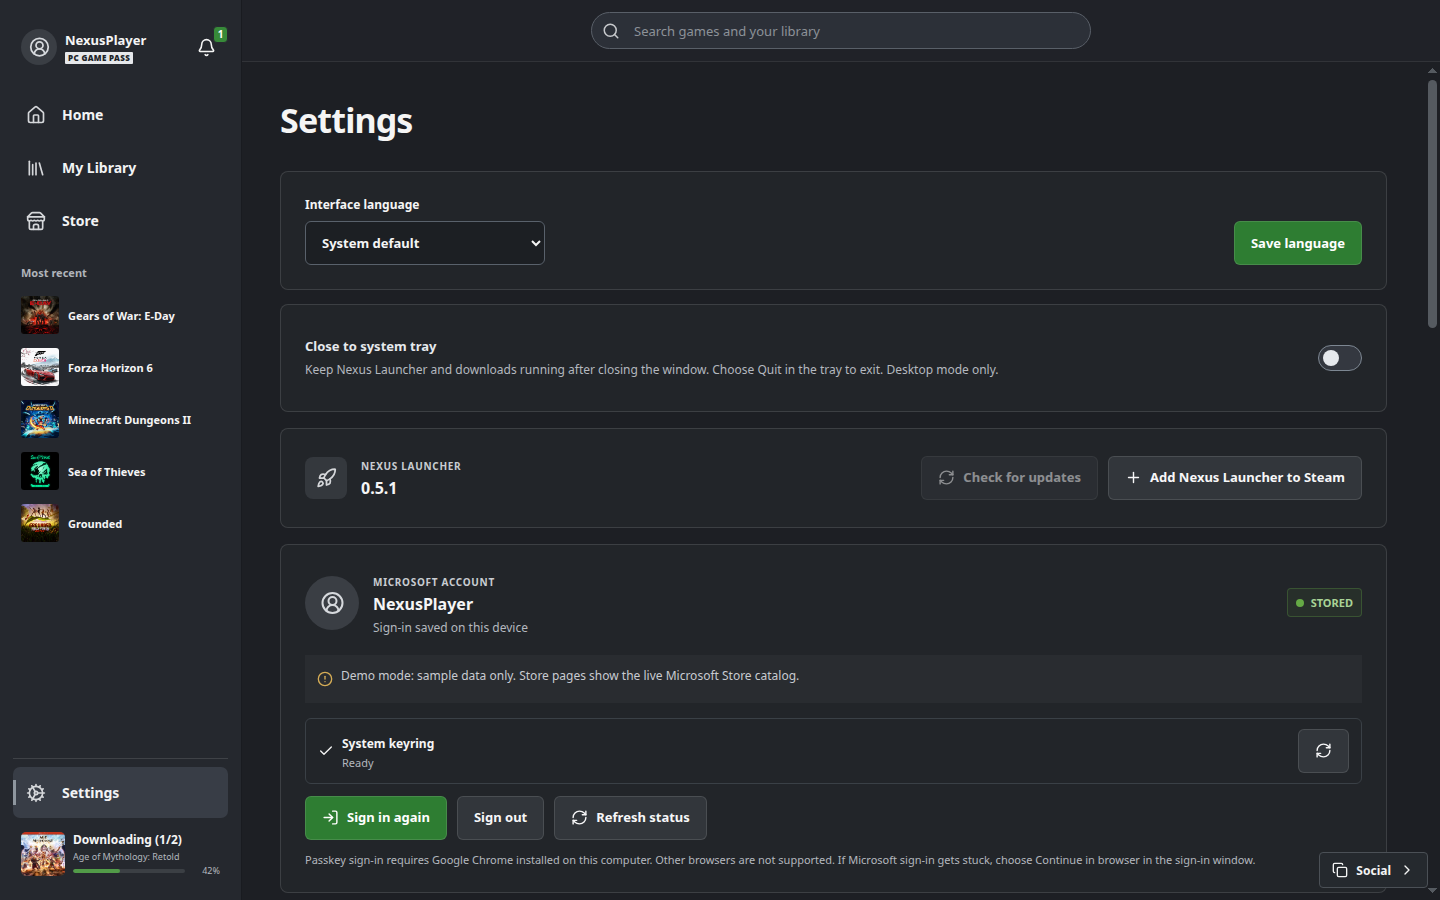 NexusPlayer
PC GAME PASS
1
Home
My Library
Store
Most recent
Gears of War: E-Day
Forza Horizon 6
Minecraft Dungeons II
Sea of Thieves
Grounded
Settings
Downloading (1/2)
Age of Mythology: Retold
42%
Search games and your library
Settings
Interface language
System default
Save language
Close to system tray
Keep Nexus Launcher and downloads running after closing the window. Choose Quit in the tray to exit. Desktop mode only.
NEXUS LAUNCHER
0.5.1
Check for updates
Add Nexus Launcher to Steam
MICROSOFT ACCOUNT
NexusPlayer
Sign-in saved on this device
STORED
Demo mode: sample data only. Store pages show the live Microsoft Store catalog.
System keyring
Ready
Sign in again
Sign out
Refresh status
Passkey sign-in requires Google Chrome installed on this computer. Other browsers are not supported. If Microsoft sign-in gets stuck, choose Continue in browser in the sign-in window.
Social